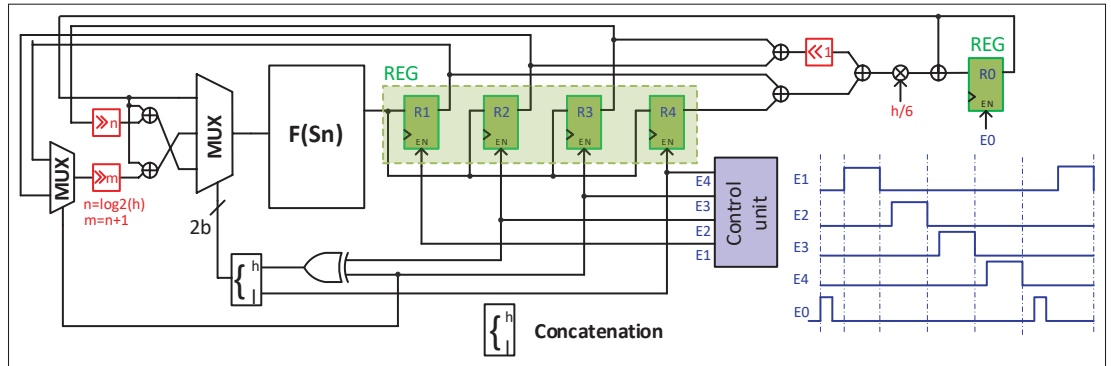 REG
REG
<<1
R0
EN
E0
h/6
>>n
MUX
F(Sn)
R1
EN
R2
EN
R3
EN
R4
EN
MUX
>>m
n=log2(h)
m=n+1
2b
E4
E3
E2
E1
Control
unit
{ h
l
{ h
l
Concatenation
E1
E2
E3
E4
E0